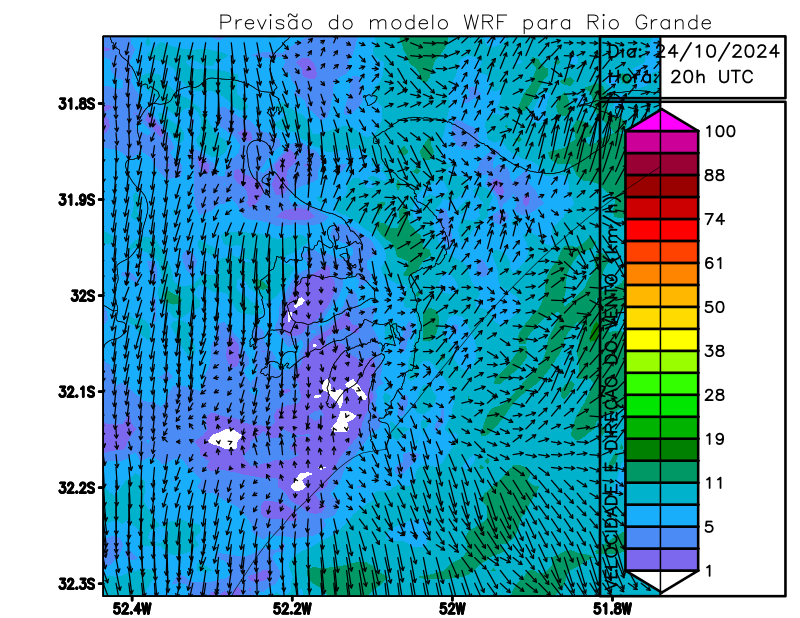 Previsão do modelo WRF para Rio Grande
Dia: 24/10/2024
Hora: 20h UTC
VELOCIDADE E DIREÇÃO DO VENTO (km/h)
100
88
74
61
50
38
28
19
11
5
1
31.8S
31.9S
32S
32.1S
32.2S
32.3S
52.4W
52.2W
52W
51.8W